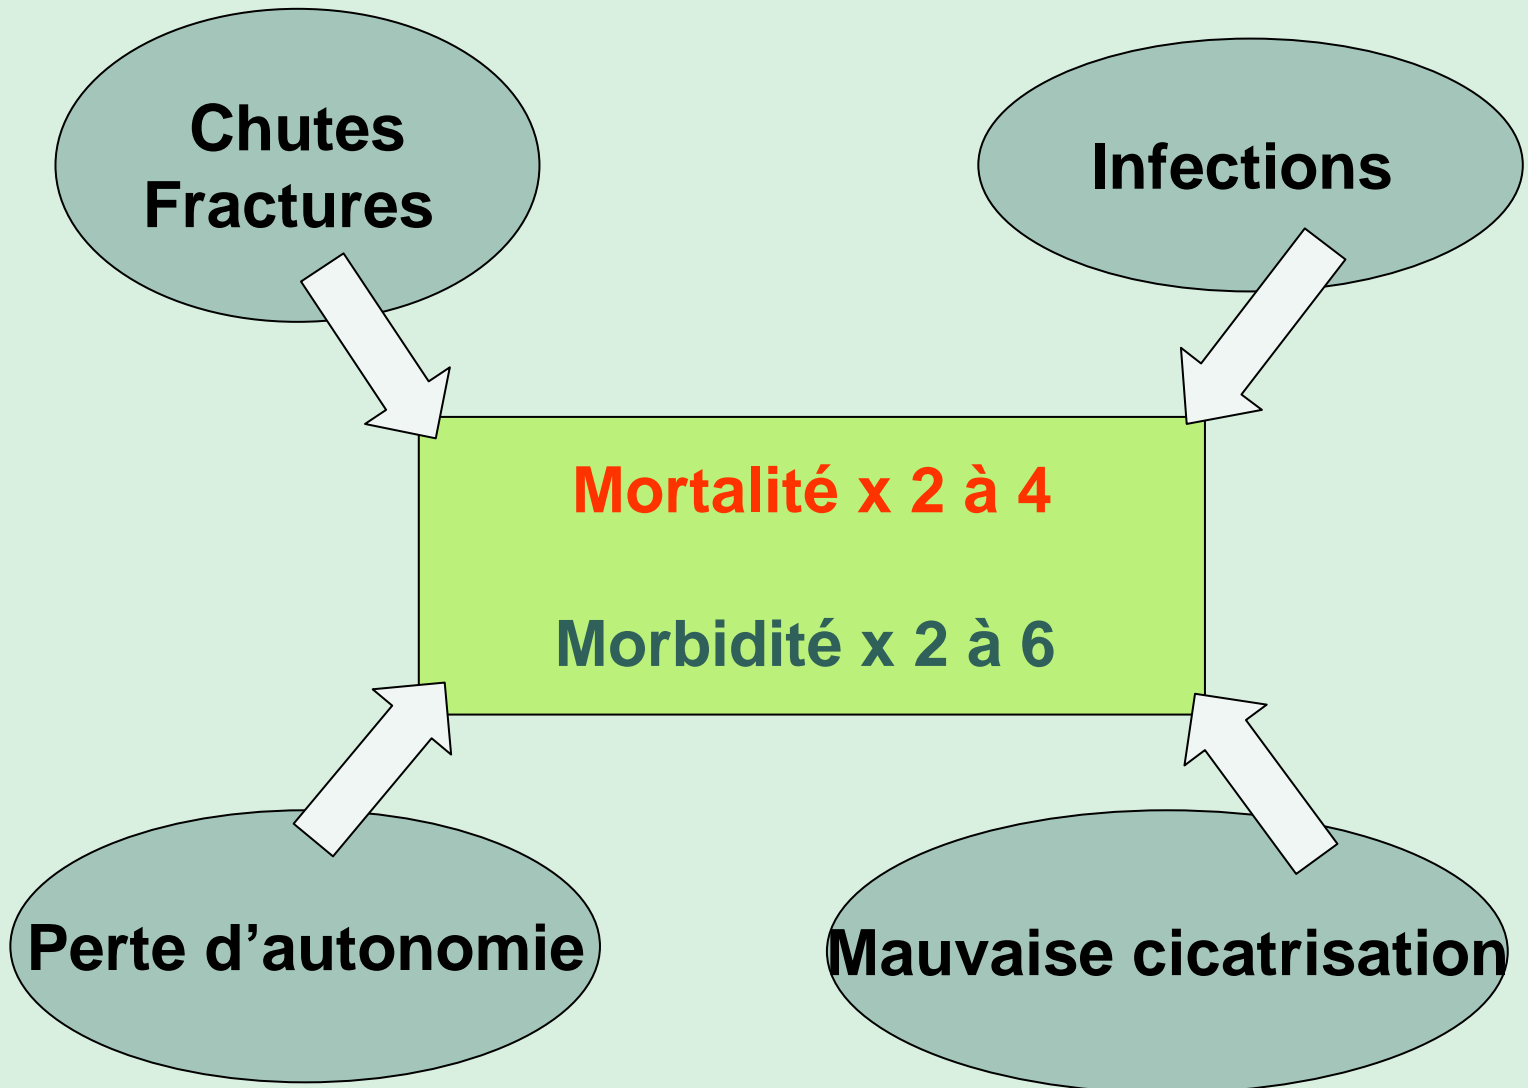 Chutes
Fractures
Infections
Mortalité x 2 à 4
Morbidité x 2 à 6
Perte d’autonomie
Mauvaise cicatrisation